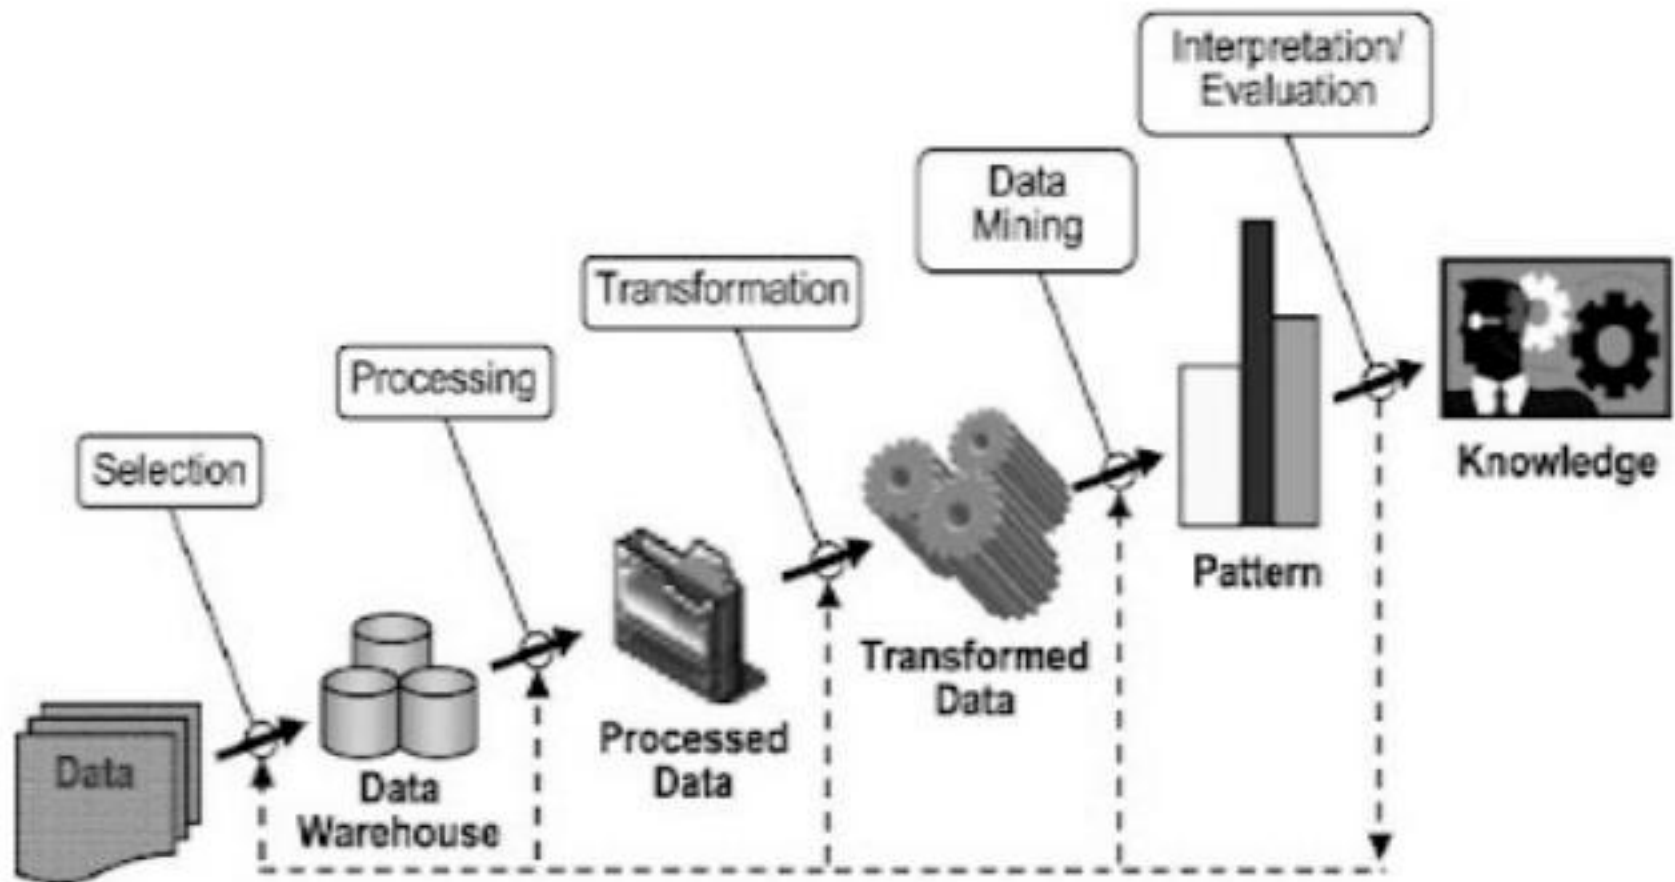 Interpretation/
Evaluation
Data
Mining
Transformation
Processing
Selection
Knowledge
Pattern
Transformed
Data
Processed
Data
Data
Warehouse
Data